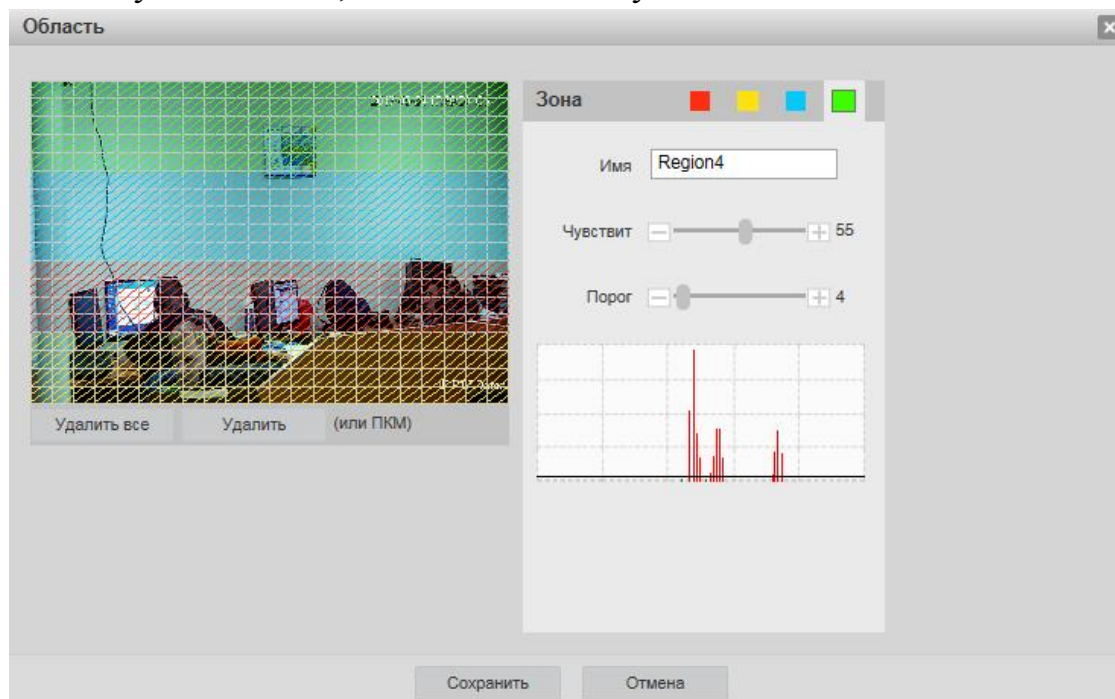 Область
Зона
Имя Region4
Чувствит 55
Порог 4
Удалить все Удалить (или ПКМ)
Сохранить Отмена